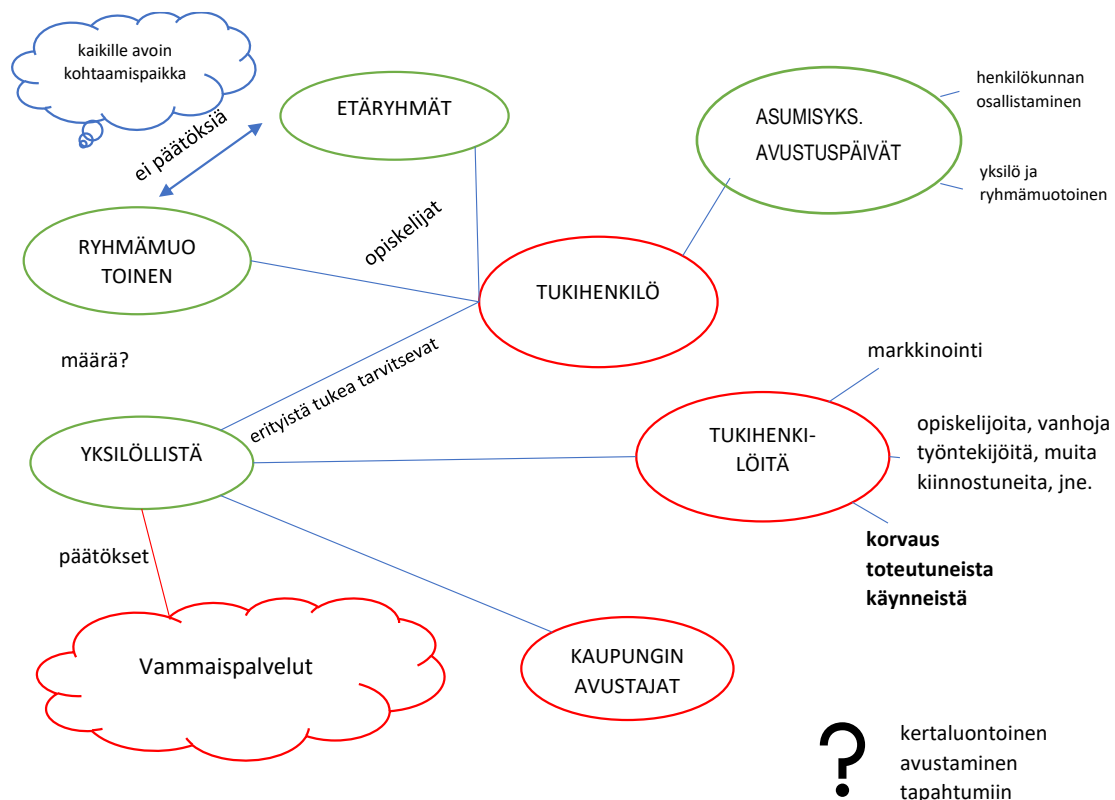 kaikille avoin
kohtaamispaikka
ETÄRYHMÄT
ASUMISYKS.
AVUSTUSPÄIVÄT
henkilökunnan
osallistaminen
yksilö ja
ryhmämuotoinen
ei päätöksiä
opiskelijat
RYHMÄMUO
TOINEN
TUKIHENKILÖ
määrä?
erityistä tukea tarvitsevat
markkinointi
YKSILÖLLISTÄ
TUKIHENKI-
LÖITÄ
opiskelijoita, vanhoja
työntekijöitä, muita
kiinnostuneita, jne.
korvaus
toteutuneista
käynneistä
päätökset
Vammaispalvelut
KAUPUNGIN
AVUSTAJAT
?
kertaluontoinen
avustaminen
tapahtumiin